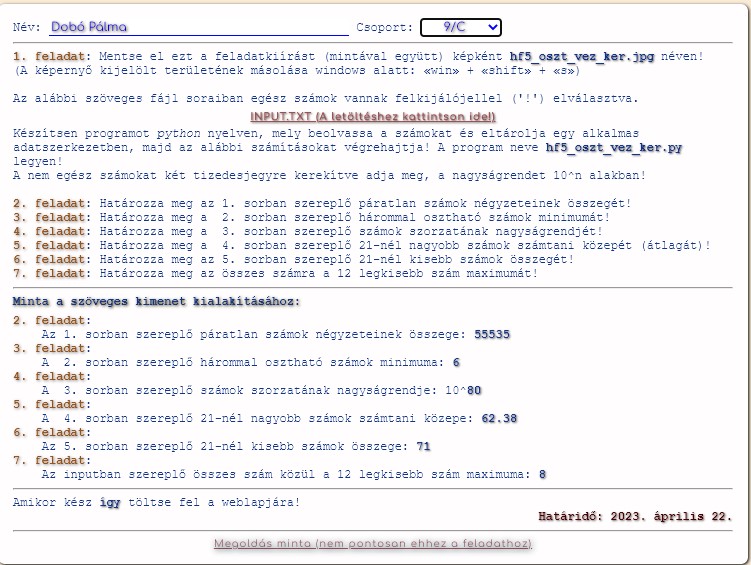 Név: Dobó Pálma Csoport: 9/C
1. feladat: Mentse el ezt a feladatkiírást (mintával együtt) képként hf5_oszt_vez_ker.jpg néven!
(A képernyő kijelölt területének másolása windows alatt: «win» + «shift» + «s»)
Az alábbi szöveges fájl soraiban egész számok vannak felkijálójellel ('!') elválasztva.
INPUT.TXT (A letöltéshez kattintson ide!)
Készítsen programot python nyelven, mely beolvassa a számokat és eltárolja egy alkalmas
adatszerkezetben, majd az alábbi számításokat végrehajtja! A program neve hf5_oszt_vez_ker.py
legyen!
A nem egész számokat két tizedesjegyre kerekítve adja meg, a nagyságrendet 10^n alakban!
2. feladat: Határozza meg az 1. sorban szereplő páratlan számok négyzeteinek összegét!
3. feladat: Határozza meg a 2. sorban szereplő hárommal osztható számok minimumát!
4. feladat: Határozza meg a 3. sorban szereplő számok szorzatának nagyságrendjét!
5. feladat: Határozza meg a 4. sorban szereplő 21-nél nagyobb számok számtani közepét (átlagát)!
6. feladat: Határozza meg az 5. sorban szereplő 21-nél kisebb számok összegét!
7. feladat: Határozza meg az összes számra a 12 legkisebb szám maximumát!
Minta a szöveges kimenet kialakításához:
2. feladat:
Az 1. sorban szereplő páratlan számok négyzeteinek összege: 55535
3. feladat:
A 2. sorban szereplő hárommal osztható számok minimuma: 6
4. feladat:
A 3. sorban szereplő számok szorzatának nagyságrendje: 10^80
5. feladat:
A 4. sorban szereplő 21-nél nagyobb számok számtani közepe: 62.38
6. feladat:
Az 5. sorban szereplő 21-nél kisebb számok összege: 71
7. feladat:
Az inputban szereplő összes szám közül a 12 legkisebb szám maximuma: 8
Amikor kész így töltse fel a weblapjára!
Határidő: 2023. április 22.
Megoldás minta (nem pontosan ehhez a feladathoz)